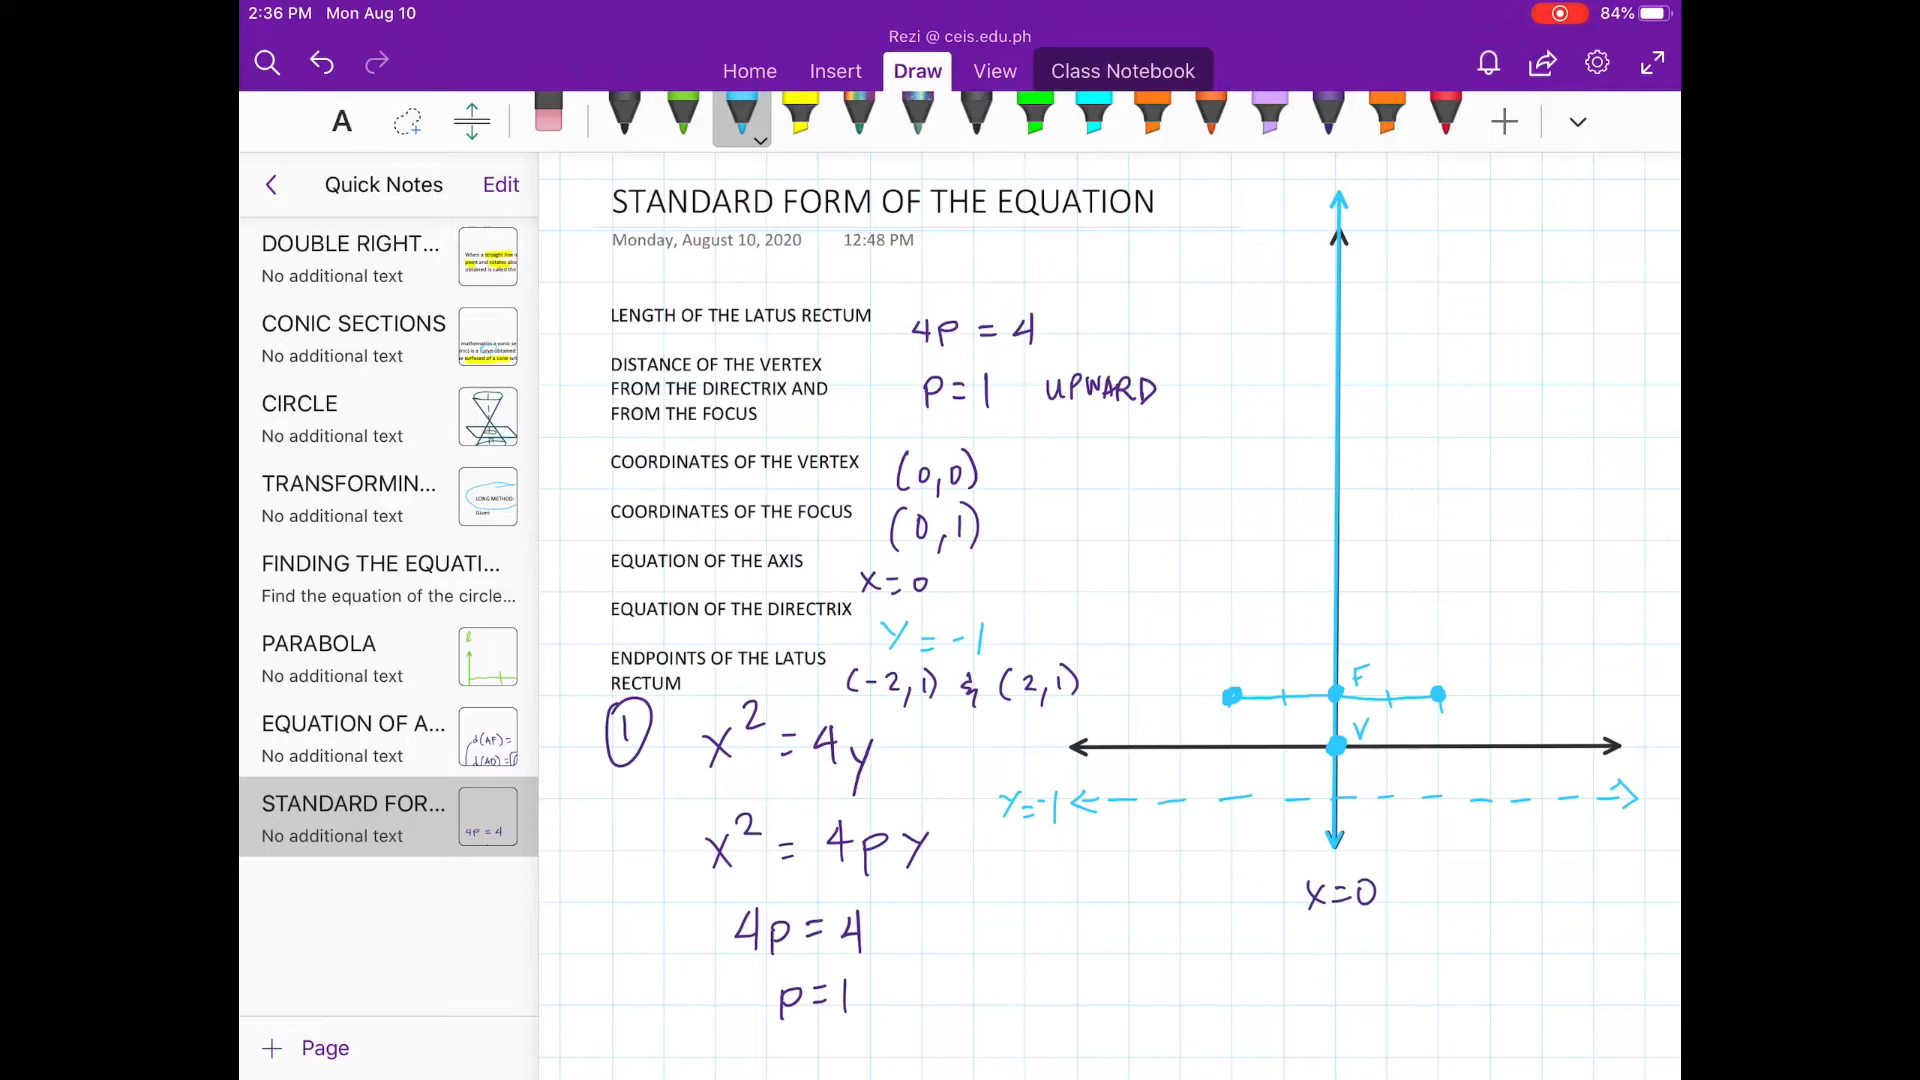 2:36 PM Mon Aug 10
84%
Rezi @ ceis.edu.ph
Home Insert Draw View Class Notebook
A
Quick Notes Edit
DOUBLE RIGHT...
No additional text
CONIC SECTIONS
No additional text
CIRCLE
No additional text
TRANSFORMIN...
No additional text
LONG METHOD:
Given
FINDING THE EQUATI...
Find the equation of the circle...
PARABOLA
No additional text
EQUATION OF A...
No additional text
d(AF)=
STANDARD FOR...
No additional text
4p = 4
+ Page
STANDARD FORM OF THE EQUATION
Monday, August 10, 2020 12:48 PM
LENGTH OF THE LATUS RECTUM 4p = 4
DISTANCE OF THE VERTEX
FROM THE DIRECTRIX AND
FROM THE FOCUS
p = 1 UPWARD
COORDINATES OF THE VERTEX (0,0)
COORDINATES OF THE FOCUS (0,1)
EQUATION OF THE AXIS
x = 0
EQUATION OF THE DIRECTRIX
y = -1
ENDPOINTS OF THE LATUS
RECTUM
(-2,1) & (2,1)
① x² = 4y
x² = 4py
4p = 4
p = 1
F
V
y=-1
x=0